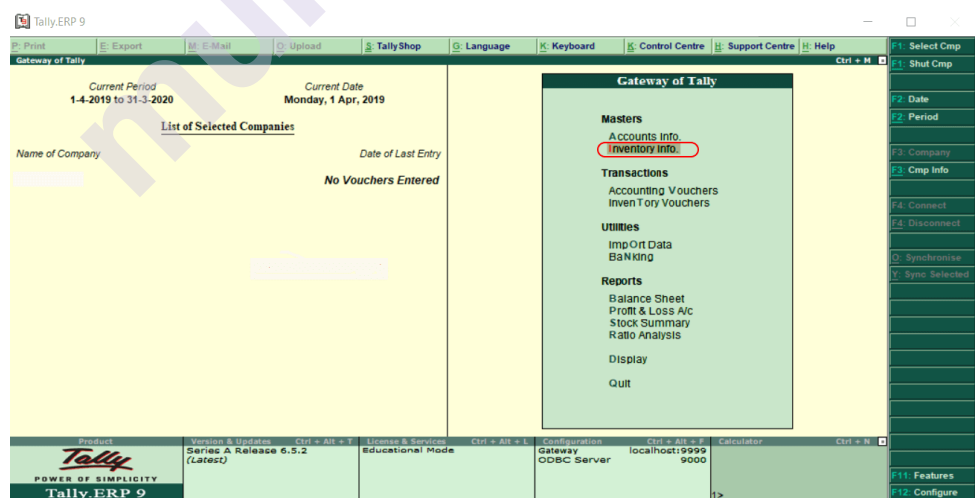 Tally.ERP 9
P: Print E: Export M: E-Mail O: Upload S: TallyShop G: Language K: Keyboard K: Control Centre H: Support Centre H: Help
Gateway of Tally Ctrl + M x
Current Period Current Date
1-4-2019 to 31-3-2020 Monday, 1 Apr, 2019
List of Selected Companies
Name of Company Date of Last Entry
No Vouchers Entered
Gateway of Tally
Masters
Accounts Info.
Inventory Info.
Transactions
Accounting Vouchers
InvenTory Vouchers
Utilities
ImpOrt Data
BaNking
Reports
Balance Sheet
Profit & Loss A/c
Stock Summary
Ratio Analysis
Display
Quit
F1: Select Cmp
F1: Shut Cmp
F2: Date
F2: Period
F3: Company
F3: Cmp Info
F4: Connect
F4: Disconnect
O: Synchronise
Y: Sync Selected
F11: Features
F12: Configure
Product
Tally
POWER OF SIMPLICITY
Tally.ERP 9
Version & Updates Ctrl + Alt + T
Series A Release 6.5.2
(Latest)
License & Services Ctrl + Alt + L
Educational Mode
Configuration Ctrl + Alt + F
Gateway localhost:9999
ODBC Server 9000
Calculator Ctrl + N x
1>